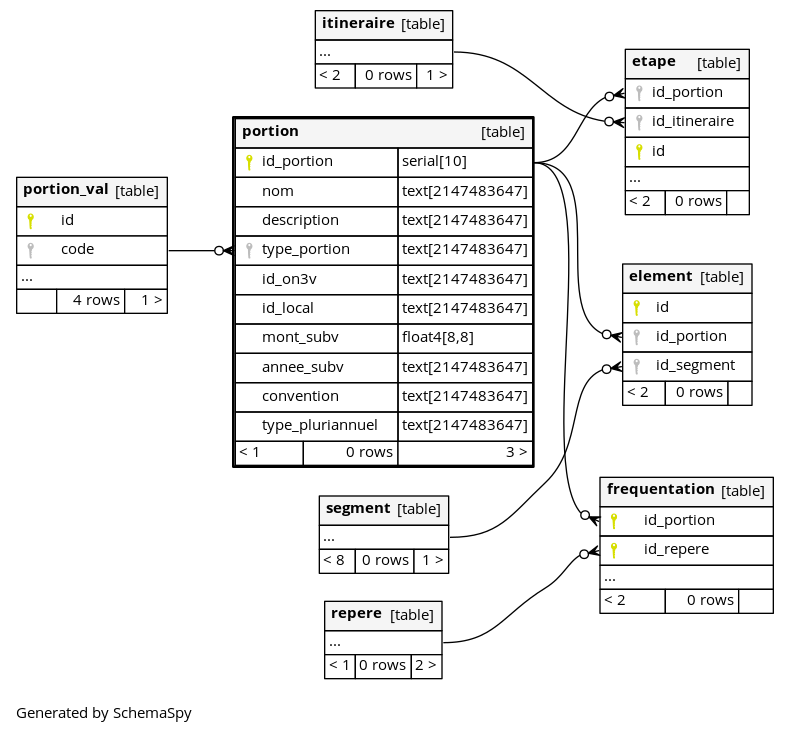 itineraire [table]
...
< 2 0 rows 1 >
etape [table]
id_portion
id_itineraire
id
...
< 2 0 rows
portion [table]
id_portion serial[10]
nom text[2147483647]
description text[2147483647]
type_portion text[2147483647]
id_on3v text[2147483647]
id_local text[2147483647]
mont_subv float4[8,8]
annee_subv text[2147483647]
convention text[2147483647]
type_pluriannuel text[2147483647]
< 1 0 rows 3 >
portion_val [table]
id
code
...
4 rows 1 >
element [table]
id
id_portion
id_segment
< 2 0 rows
segment [table]
...
< 8 0 rows 1 >
frequentation [table]
id_portion
id_repere
...
< 2 0 rows
repere [table]
...
< 1 0 rows 2 >
Generated by SchemaSpy